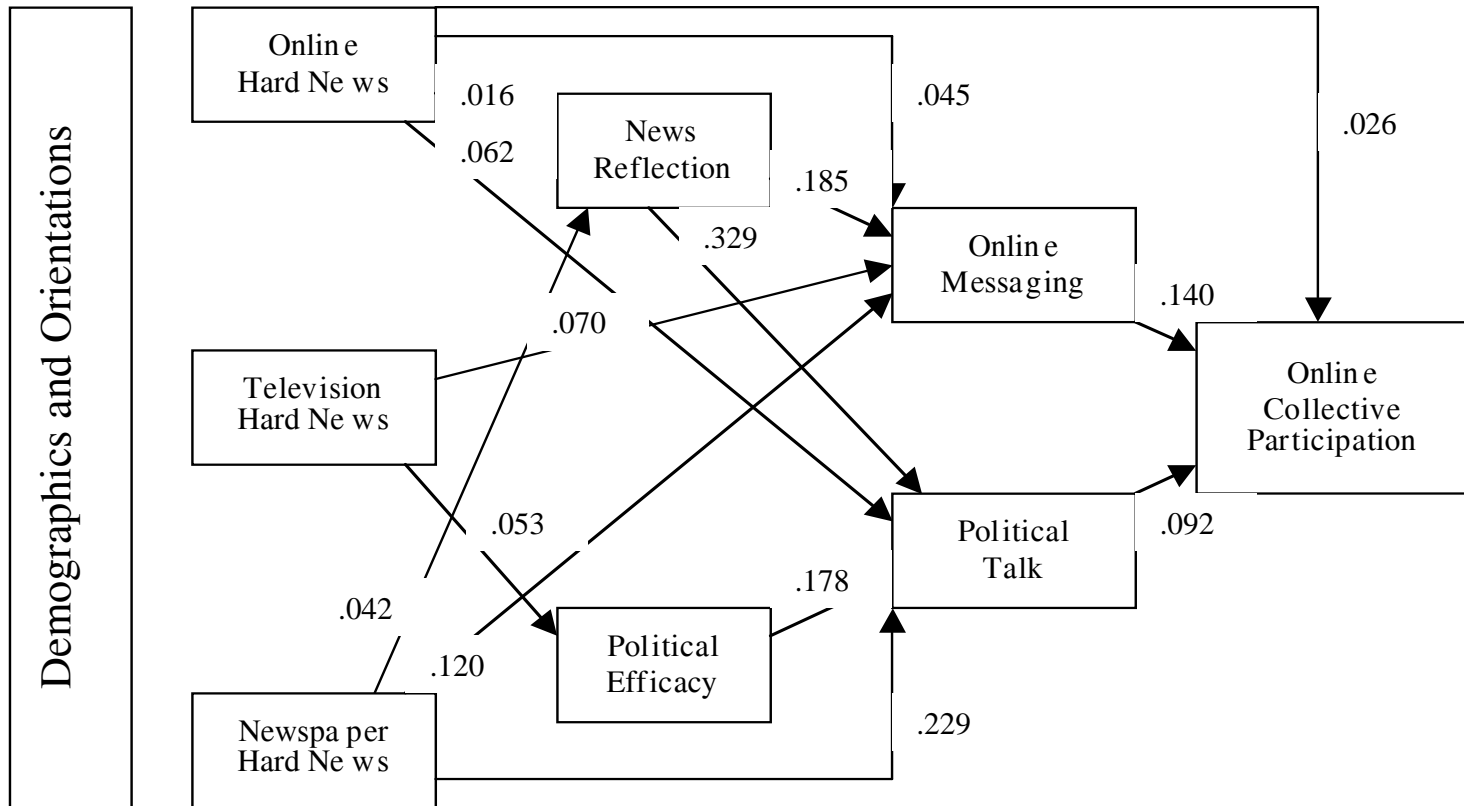 Demographics and Orientations
Online
Hard News
.016
.062
News
Reflection
.045
.026
.185
.329
Online
Messaging
.140
.070
Television
Hard News
Online
Collective
Participation
.053
Political
Talk
.092
.178
.042
.120
Political
Efficacy
Newspaper
Hard News
.229